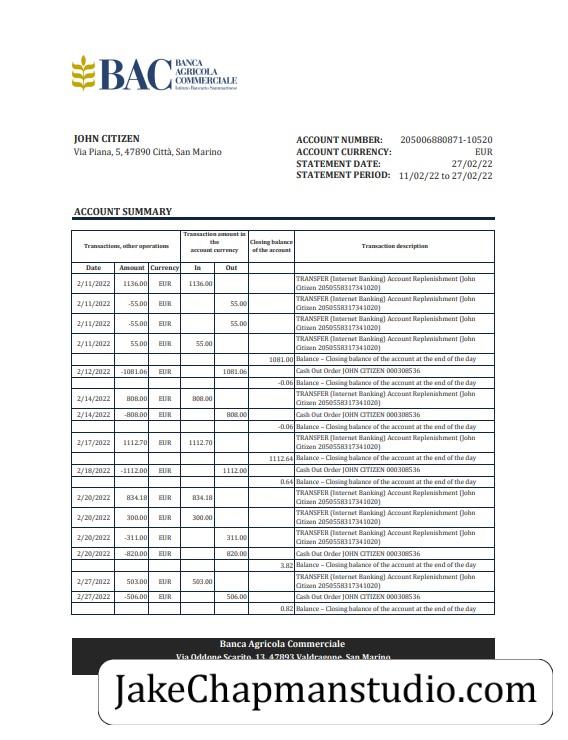 BAC BANCA
AGRICOLA
COMMERCIALE
Istituto Bancario Sammarinese
JOHN CITIZEN
Via Piana, 5, 47890 Città, San Marino
ACCOUNT NUMBER: 205006880871-10520
ACCOUNT CURRENCY: EUR
STATEMENT DATE: 27/02/22
STATEMENT PERIOD: 11/02/22 to 27/02/22
ACCOUNT SUMMARY
Transactions, other operations
Transaction amount in
the
account currency
Closing balance
of the account
Transaction description
Date Amount Currency In Out
2/11/2022 1136.00 EUR 1136.00 TRANSFER (Internet Banking) Account Replenishment (John
Citizen 2050558317341020)
2/11/2022 -55.00 EUR 55.00 TRANSFER (Internet Banking) Account Replenishment (John
Citizen 2050558317341020)
2/11/2022 -55.00 EUR 55.00 TRANSFER (Internet Banking) Account Replenishment (John
Citizen 2050558317341020)
2/11/2022 55.00 EUR 55.00 TRANSFER (Internet Banking) Account Replenishment (John
Citizen 2050558317341020)
1081.00 Balance – Closing balance of the account at the end of the day
2/12/2022 -1081.06 EUR 1081.06 Cash Out Order JOHN CITIZEN 000308536
-0.06 Balance – Closing balance of the account at the end of the day
2/14/2022 808.00 EUR 808.00 TRANSFER (Internet Banking) Account Replenishment (John
Citizen 2050558317341020)
2/14/2022 -808.00 EUR 808.00 Cash Out Order JOHN CITIZEN 000308536
-0.06 Balance – Closing balance of the account at the end of the day
2/17/2022 1112.70 EUR 1112.70 TRANSFER (Internet Banking) Account Replenishment (John
Citizen 2050558317341020)
1112.64 Balance – Closing balance of the account at the end of the day
2/18/2022 -1112.00 EUR 1112.00 Cash Out Order JOHN CITIZEN 000308536
0.64 Balance – Closing balance of the account at the end of the day
2/20/2022 834.18 EUR 834.18 TRANSFER (Internet Banking) Account Replenishment (John
Citizen 2050558317341020)
2/20/2022 300.00 EUR 300.00 TRANSFER (Internet Banking) Account Replenishment (John
Citizen 2050558317341020)
2/20/2022 -311.00 EUR 311.00 TRANSFER (Internet Banking) Account Replenishment (John
Citizen 2050558317341020)
2/20/2022 -820.00 EUR 820.00 Cash Out Order JOHN CITIZEN 000308536
3.82 Balance – Closing balance of the account at the end of the day
2/27/2022 503.00 EUR 503.00 TRANSFER (Internet Banking) Account Replenishment (John
Citizen 2050558317341020)
2/27/2022 -506.00 EUR 506.00 Cash Out Order JOHN CITIZEN 000308536
0.82 Balance – Closing balance of the account at the end of the day
Banca Agricola Commerciale
Via Oddone Scarito, 13, 47893 Valdragone, San Marino
JakeChapmanstudio.com